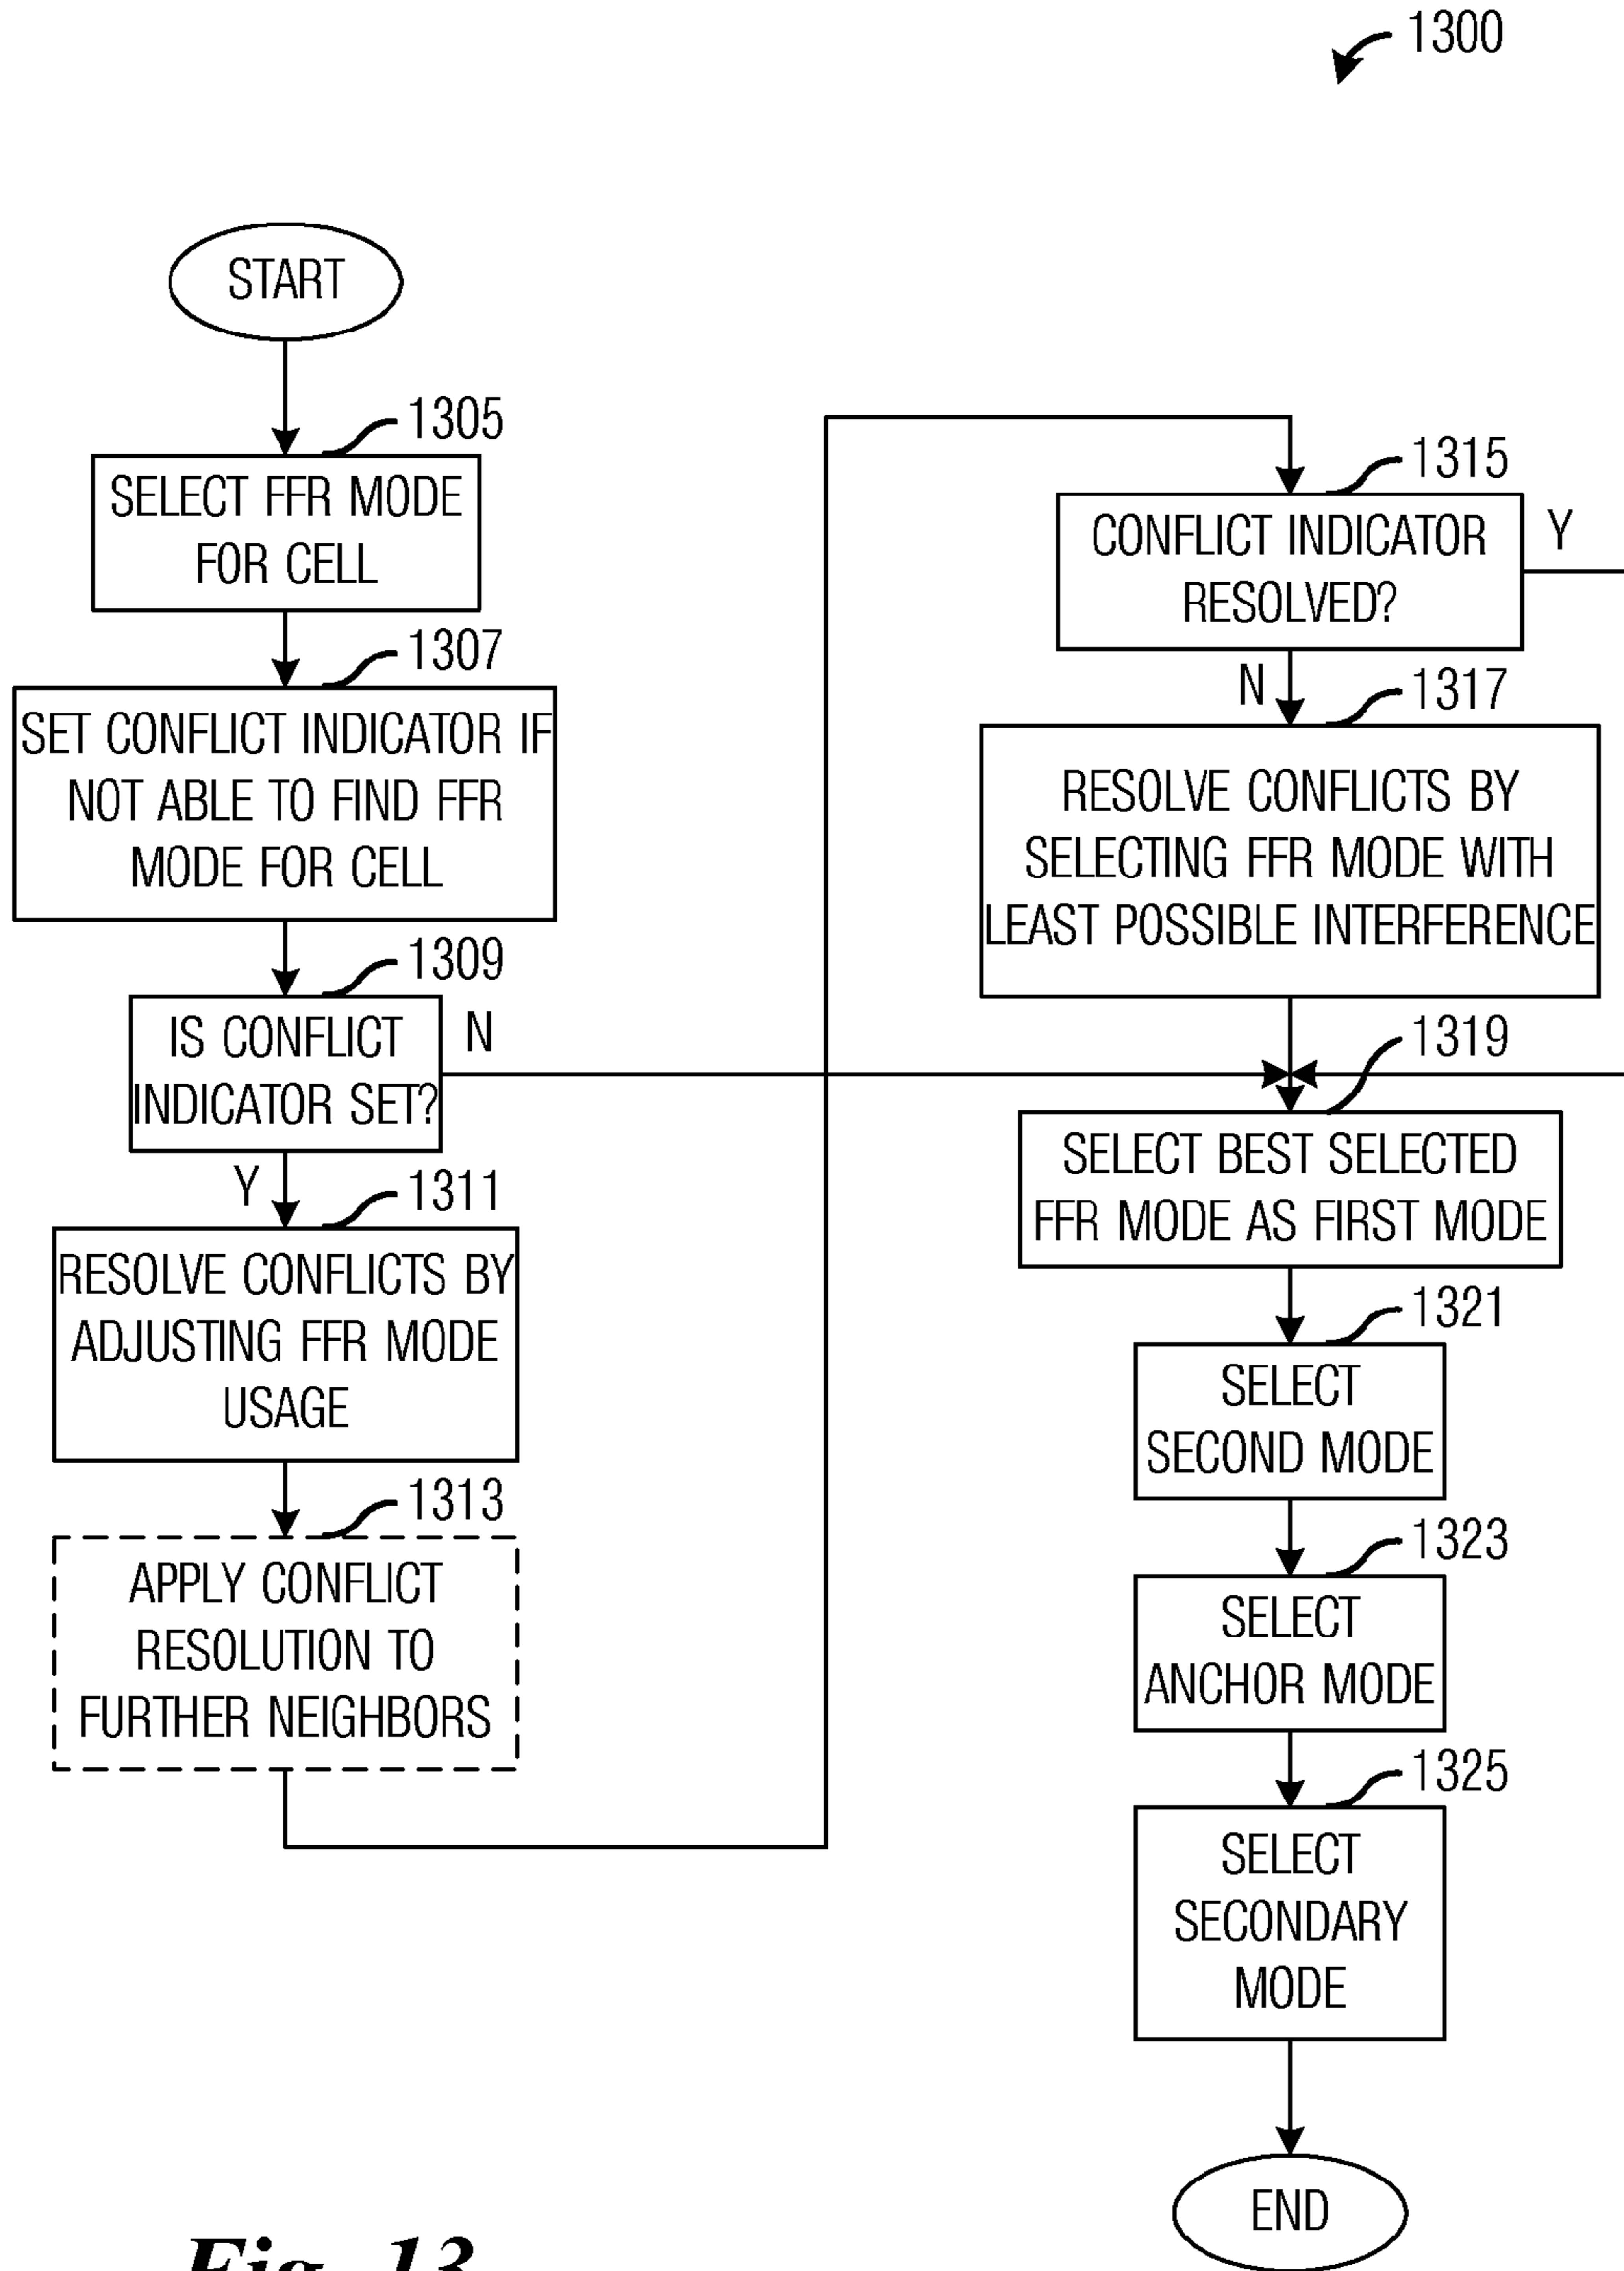 1300
START
1305
SELECT FFR MODE
FOR CELL
1307
SET CONFLICT INDICATOR IF
NOT ABLE TO FIND FFR
MODE FOR CELL
1309
IS CONFLICT
INDICATOR SET?
N
Y
1311
RESOLVE CONFLICTS BY
ADJUSTING FFR MODE
USAGE
1313
APPLY CONFLICT
RESOLUTION TO
FURTHER NEIGHBORS
1315
CONFLICT INDICATOR
RESOLVED?
Y
N
1317
RESOLVE CONFLICTS BY
SELECTING FFR MODE WITH
LEAST POSSIBLE INTERFERENCE
1319
SELECT BEST SELECTED
FFR MODE AS FIRST MODE
1321
SELECT
SECOND MODE
1323
SELECT
ANCHOR MODE
1325
SELECT
SECONDARY
MODE
END
Fig. 13